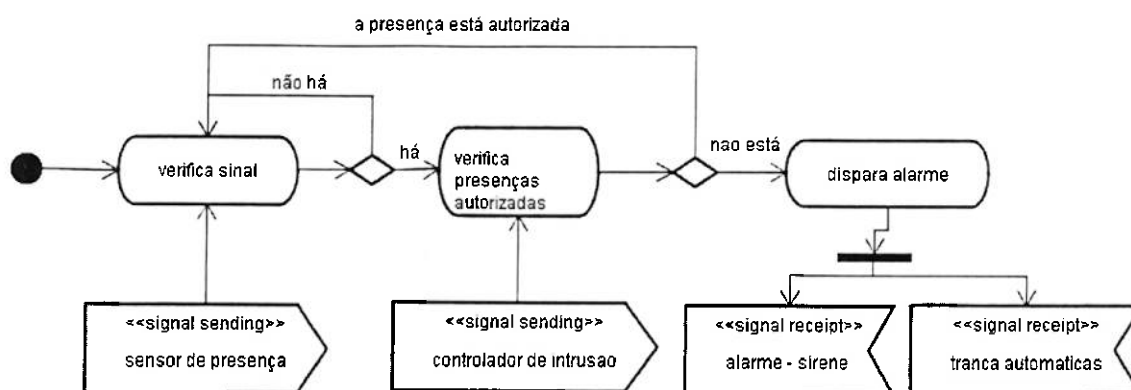 a presença está autorizada
não há
verifica sinal
há
verifica
presenças
autorizadas
nao está
dispara alarme
<<signal sending>>
sensor de presença
<<signal sending>>
controlador de intrusao
<<signal receipt>>
alarme - sirene
<<signal receipt>>
tranca automaticas